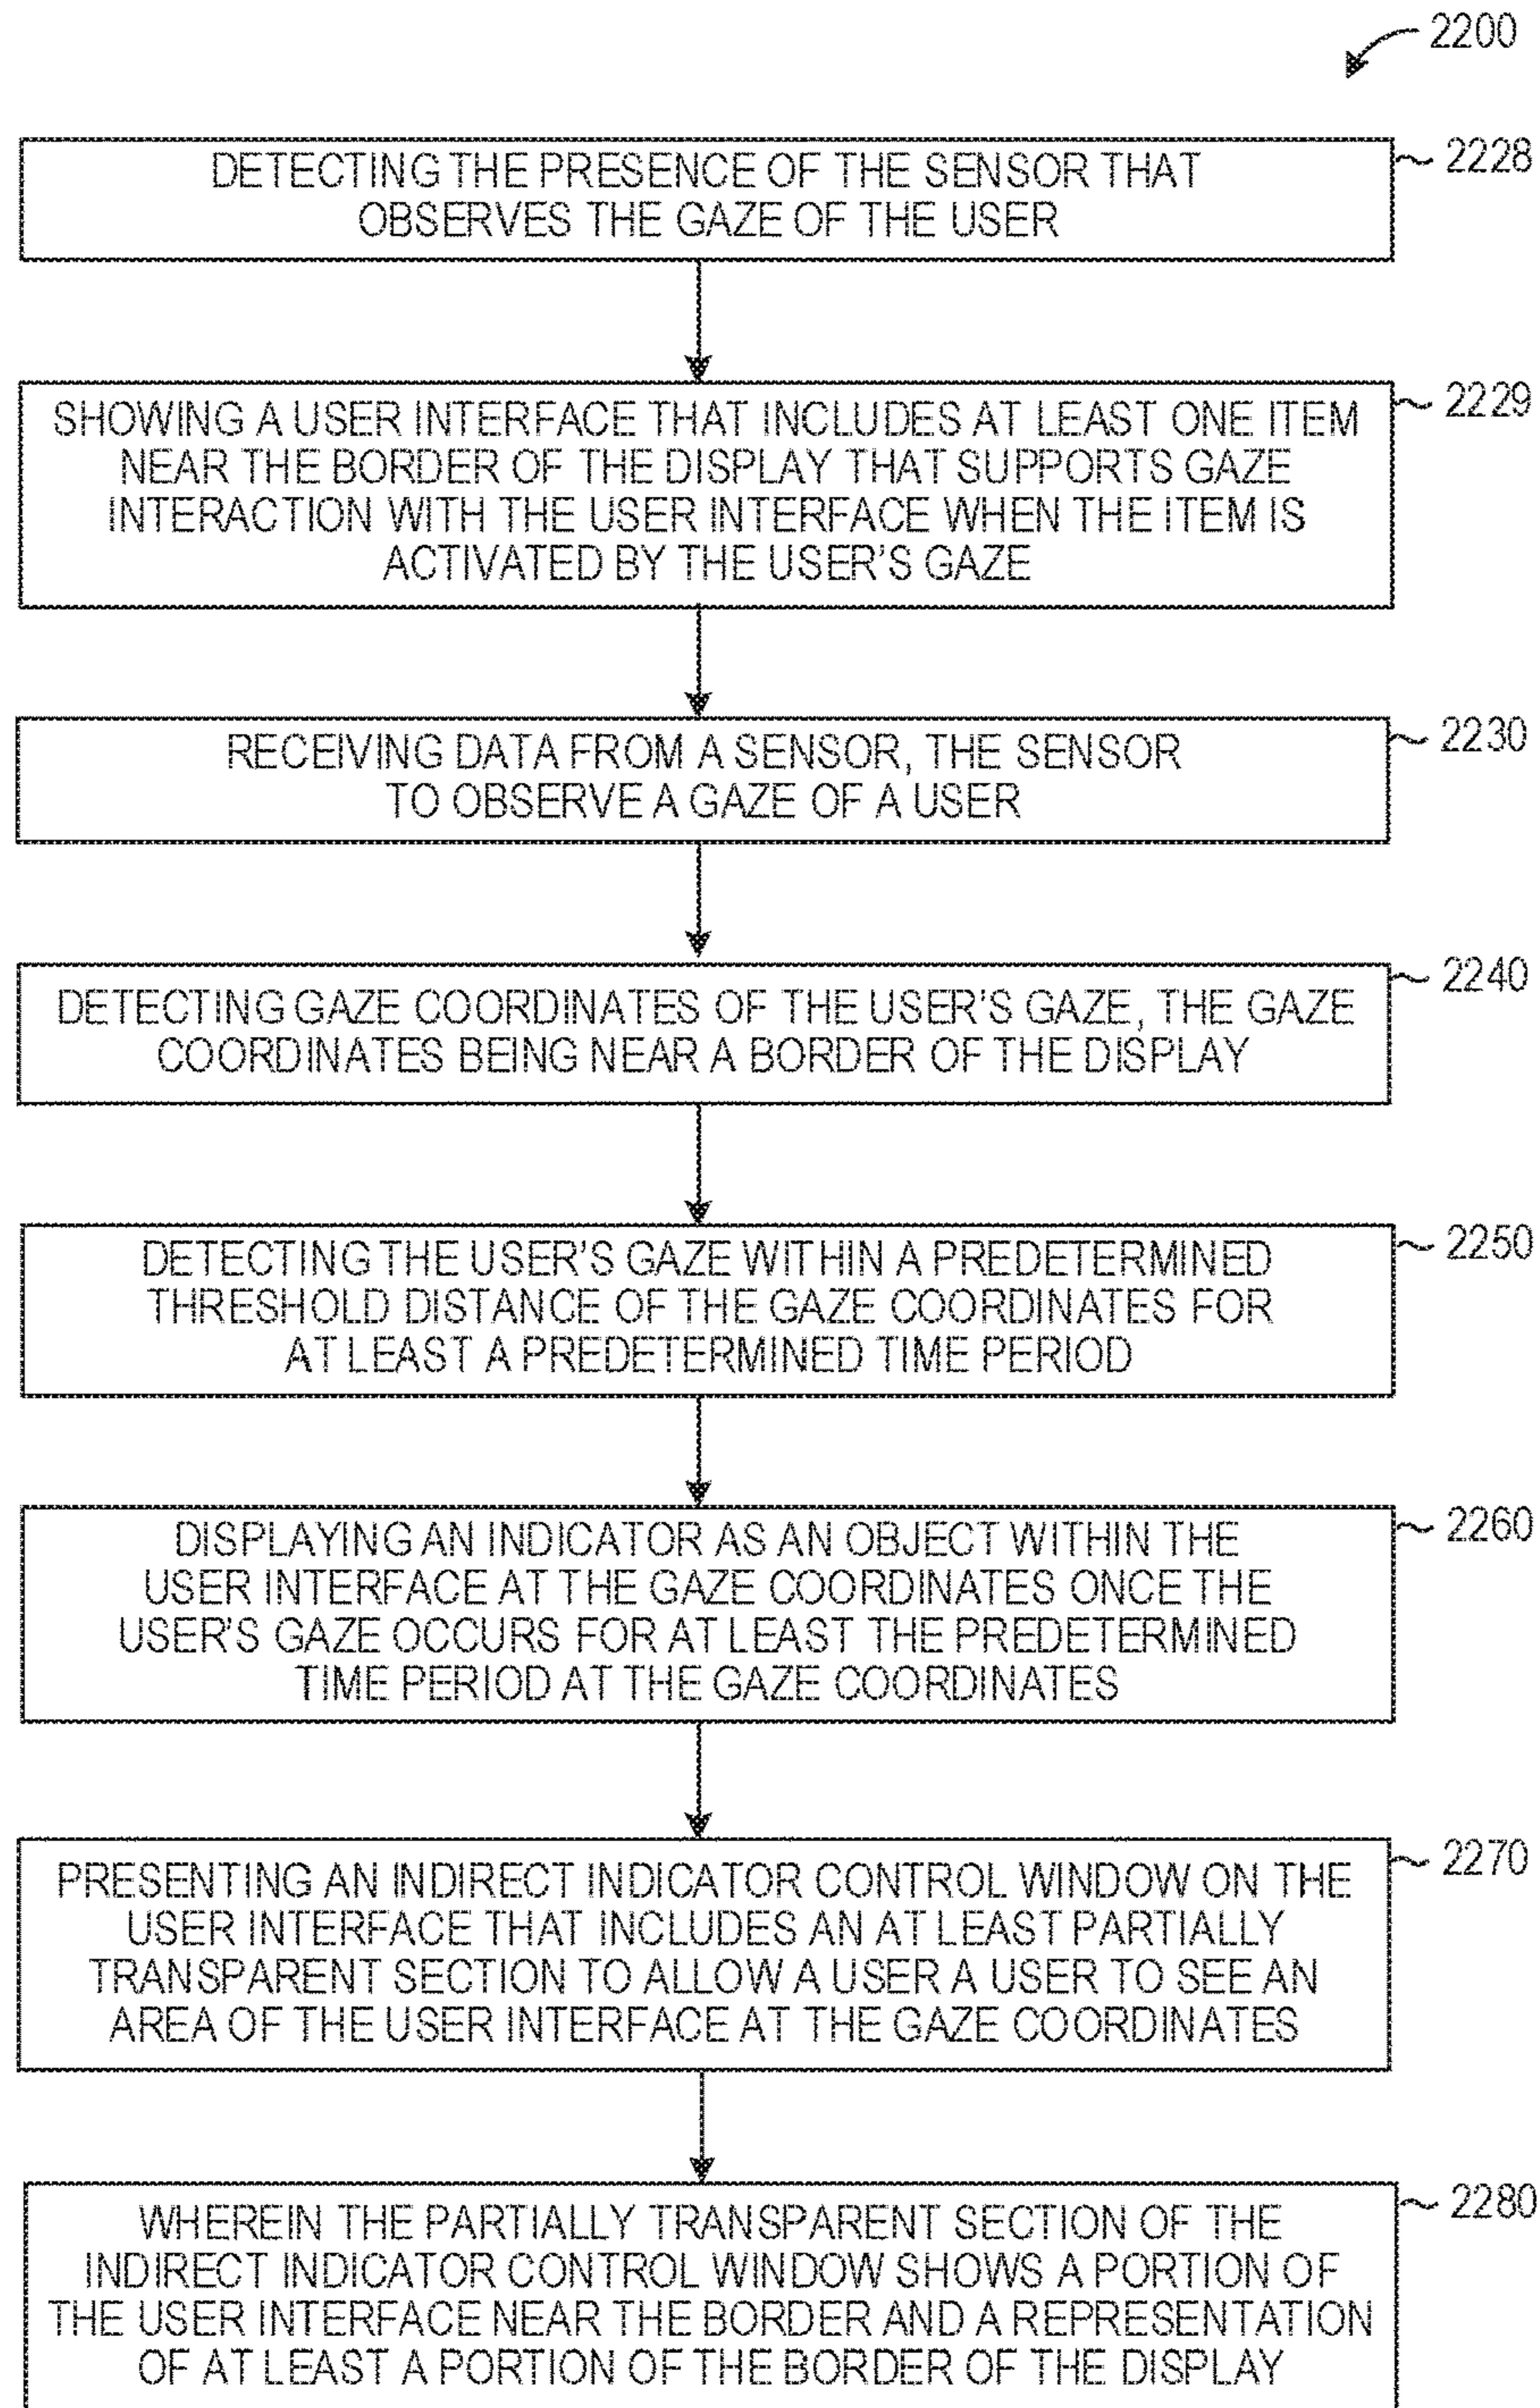 2200
DETECTING THE PRESENCE OF THE SENSOR THAT
OBSERVES THE GAZE OF THE USER
2228
SHOWING A USER INTERFACE THAT INCLUDES AT LEAST ONE ITEM
NEAR THE BORDER OF THE DISPLAY THAT SUPPORTS GAZE
INTERACTION WITH THE USER INTERFACE WHEN THE ITEM IS
ACTIVATED BY THE USER'S GAZE
2229
RECEIVING DATA FROM A SENSOR, THE SENSOR
TO OBSERVE A GAZE OF A USER
2230
DETECTING GAZE COORDINATES OF THE USER'S GAZE, THE GAZE
COORDINATES BEING NEAR A BORDER OF THE DISPLAY
2240
DETECTING THE USER'S GAZE WITHIN A PREDETERMINED
THRESHOLD DISTANCE OF THE GAZE COORDINATES FOR
AT LEAST A PREDETERMINED TIME PERIOD
2250
DISPLAYING AN INDICATOR AS AN OBJECT WITHIN THE
USER INTERFACE AT THE GAZE COORDINATES ONCE THE
USER'S GAZE OCCURS FOR AT LEAST THE PREDETERMINED
TIME PERIOD AT THE GAZE COORDINATES
2260
PRESENTING AN INDIRECT INDICATOR CONTROL WINDOW ON THE
USER INTERFACE THAT INCLUDES AN AT LEAST PARTIALLY
TRANSPARENT SECTION TO ALLOW A USER A USER TO SEE AN
AREA OF THE USER INTERFACE AT THE GAZE COORDINATES
2270
WHEREIN THE PARTIALLY TRANSPARENT SECTION OF THE
INDIRECT INDICATOR CONTROL WINDOW SHOWS A PORTION OF
THE USER INTERFACE NEAR THE BORDER AND A REPRESENTATION
OF AT LEAST A PORTION OF THE BORDER OF THE DISPLAY
2280